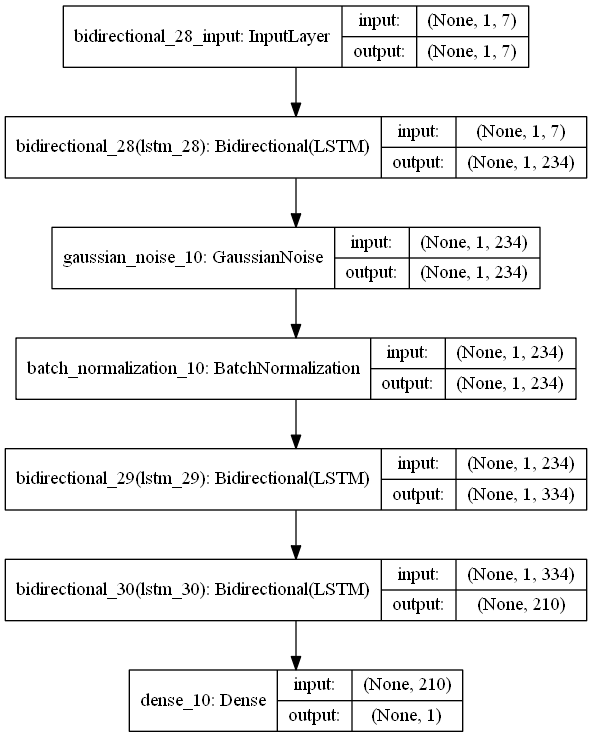 bidirectional_28_input: InputLayer
input: (None, 1, 7)
output: (None, 1, 7)
bidirectional_28(lstm_28): Bidirectional(LSTM)
input: (None, 1, 7)
output: (None, 1, 234)
gaussian_noise_10: GaussianNoise
input: (None, 1, 234)
output: (None, 1, 234)
batch_normalization_10: BatchNormalization
input: (None, 1, 234)
output: (None, 1, 234)
bidirectional_29(lstm_29): Bidirectional(LSTM)
input: (None, 1, 234)
output: (None, 1, 334)
bidirectional_30(lstm_30): Bidirectional(LSTM)
input: (None, 1, 334)
output: (None, 210)
dense_10: Dense
input: (None, 210)
output: (None, 1)